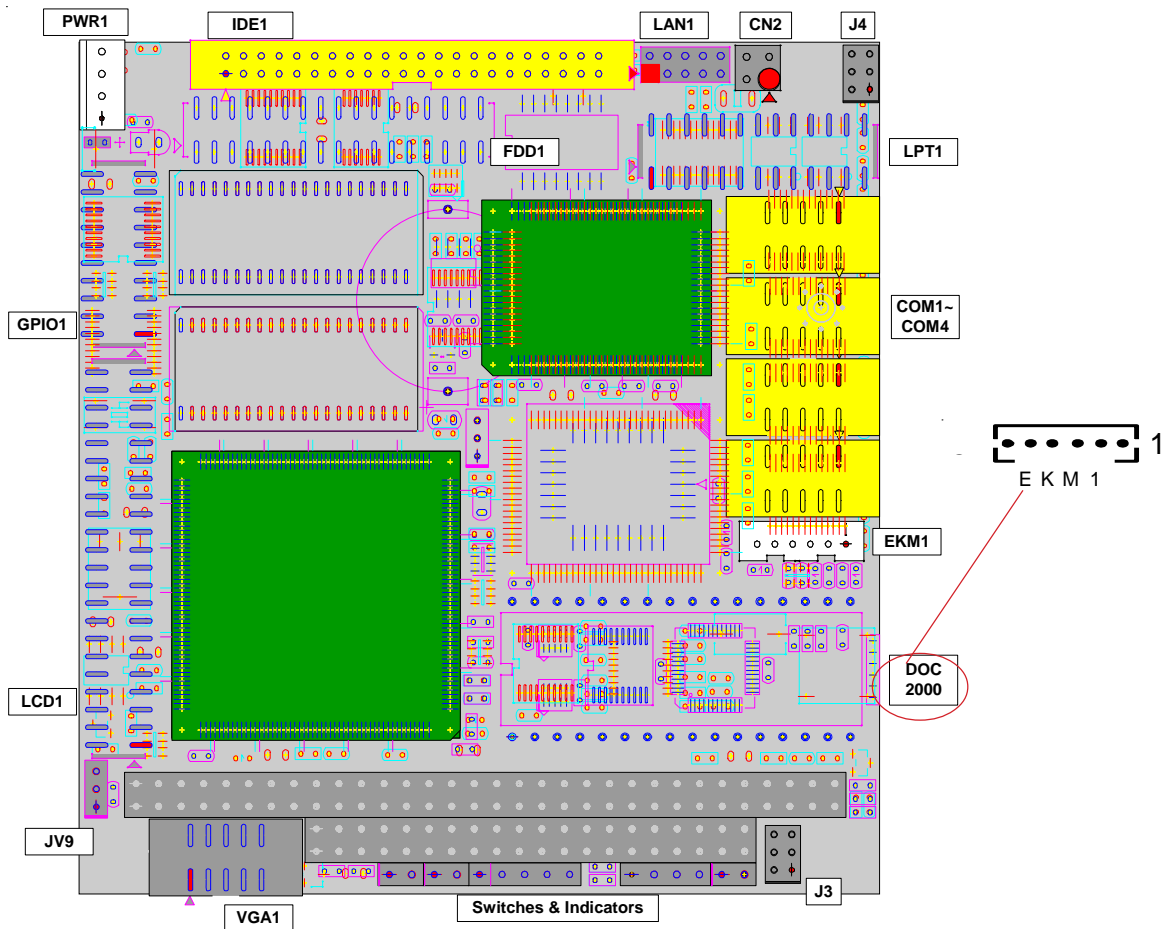 PWR1
IDE1
LAN1
CN2
J4
FDD1
LPT1
GPIO1
COM1~
COM4
1
E K M 1
EKM1
DOC
2000
LCD1
JV9
J3
VGA1
Switches & Indicators